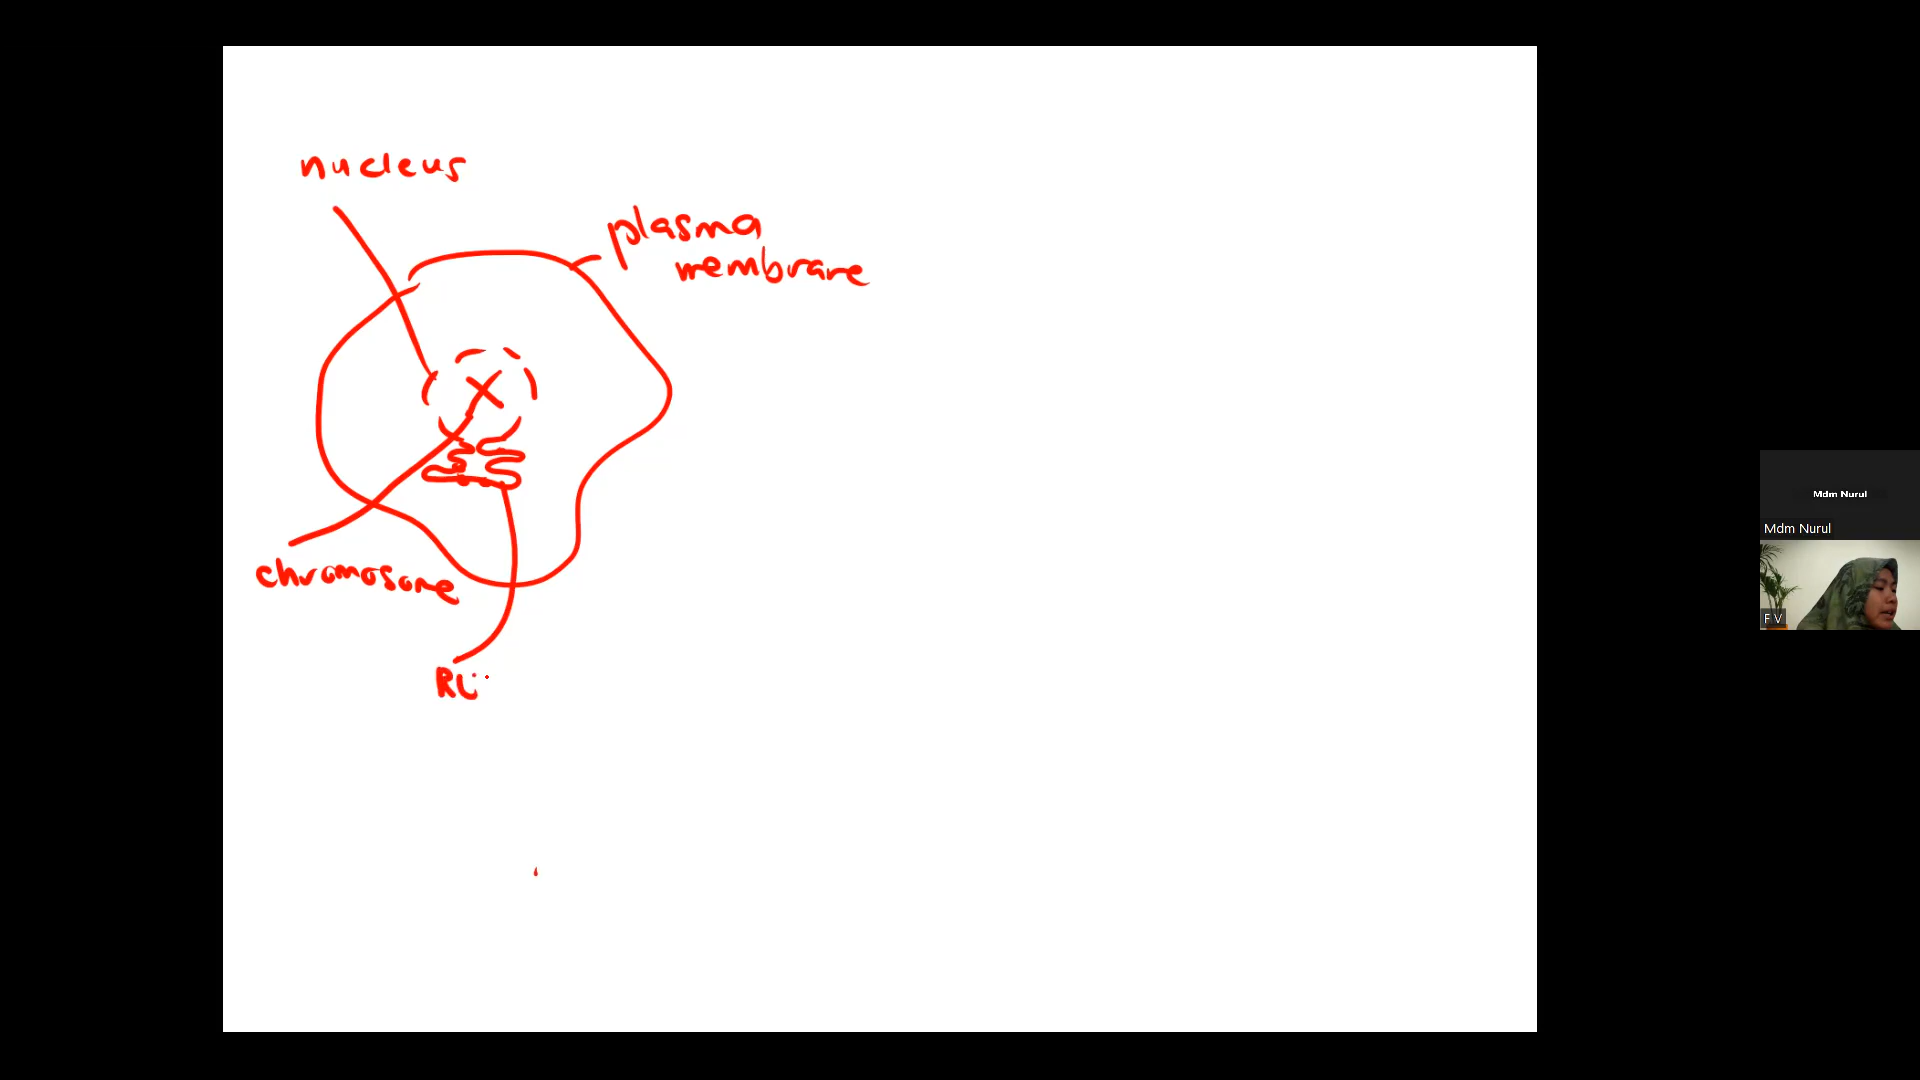 nucleus
plasma
membrane
chromosome
Mdm Nurul
Mdm Nurul
F V